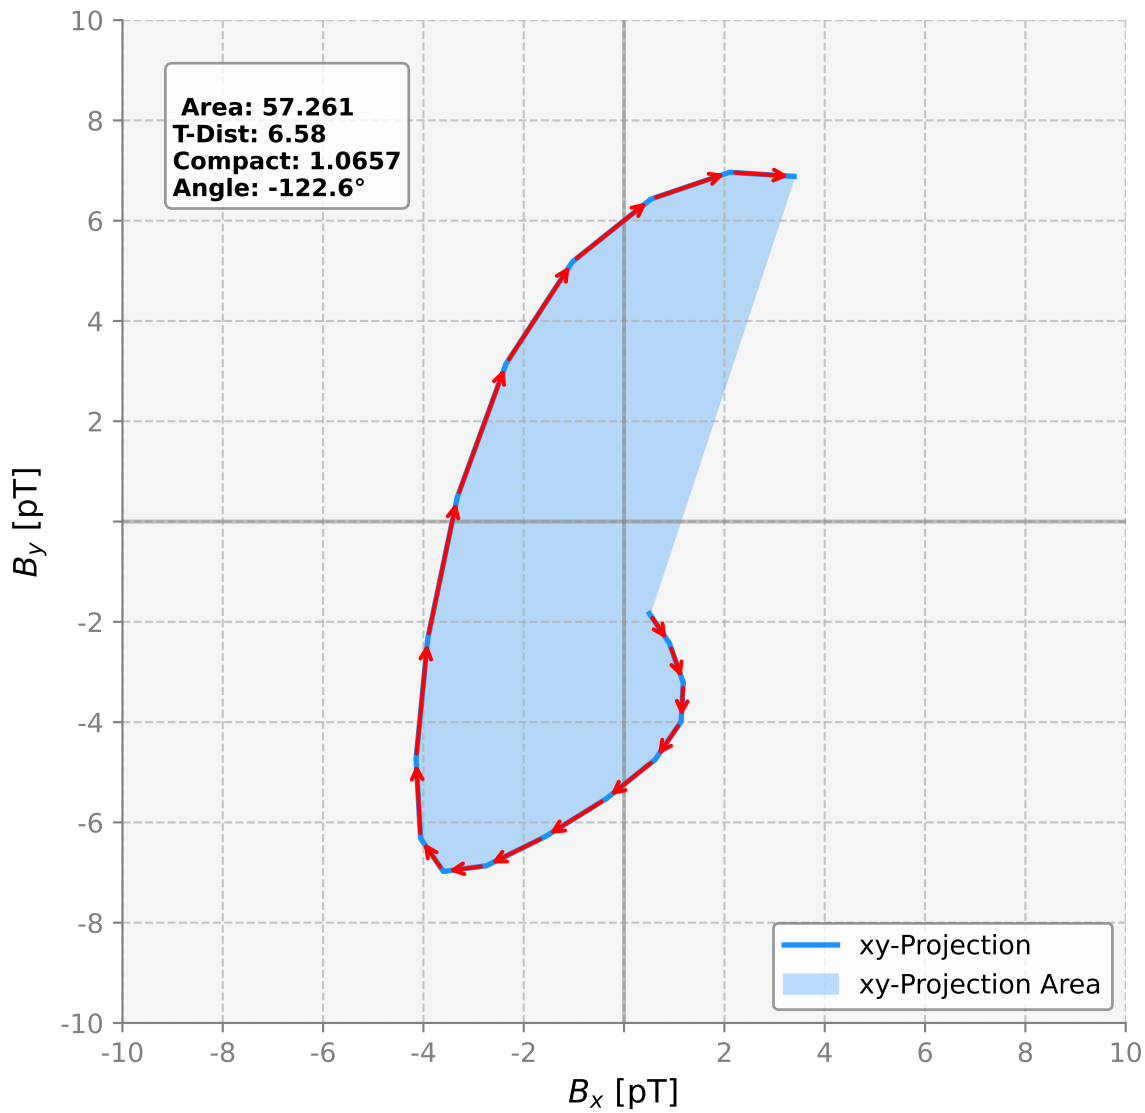 10
8
6
4
2
-2
-4
-6
-8
-10
-10
-8
-6
-4
-2
2
4
6
8
10
Area: 57.261
T-Dist: 6.58
Compact: 1.0657
Angle: -122.6°
B_y [pT]
B_x [pT]
xy-Projection
xy-Projection Area